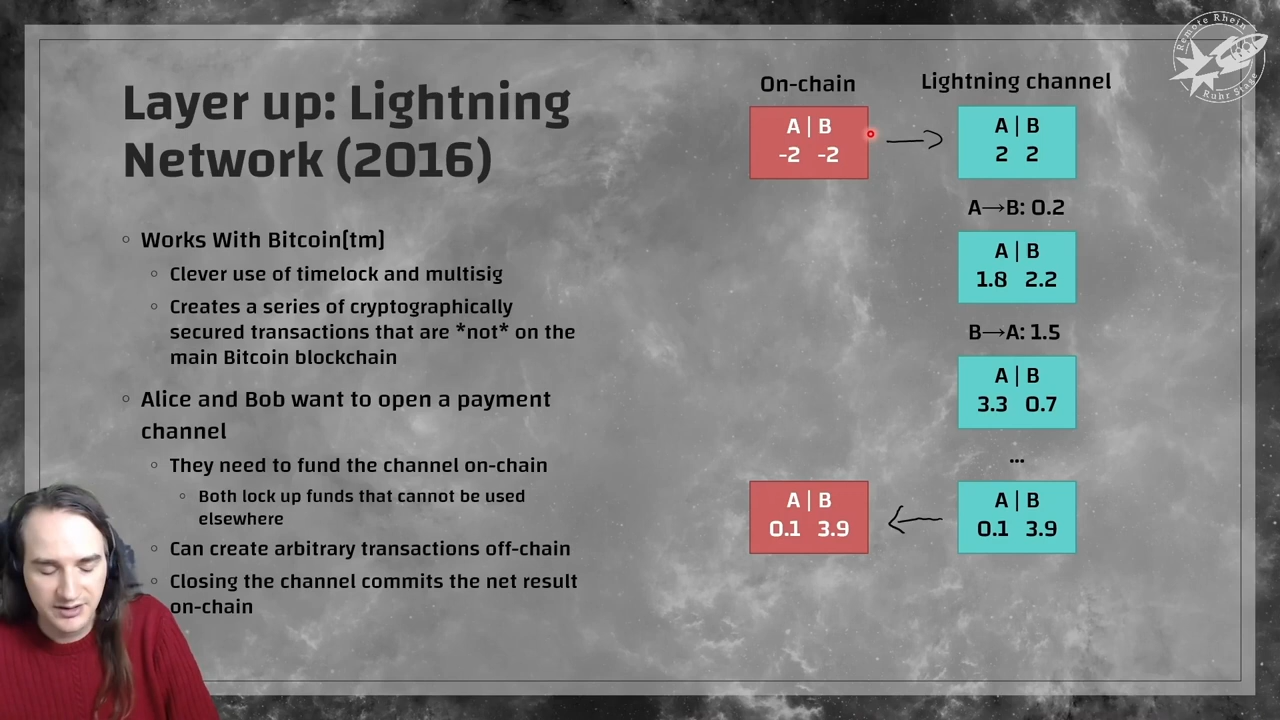 Layer up: Lightning
Network (2016)
Works With Bitcoin[tm]
Clever use of timelock and multisig
Creates a series of cryptographically
secured transactions that are *not* on the
main Bitcoin blockchain
Alice and Bob want to open a payment
channel
They need to fund the channel on-chain
Both lock up funds that cannot be used
elsewhere
Can create arbitrary transactions off-chain
Closing the channel commits the net result
on-chain
On-chain
A | B
-2 -2
Lightning channel
A | B
2 2
A→B: 0.2
A | B
1.8 2.2
B→A: 1.5
A | B
3.3 0.7
...
A | B
0.1 3.9
A | B
0.1 3.9
Remote Rhein
Ruhr Stage